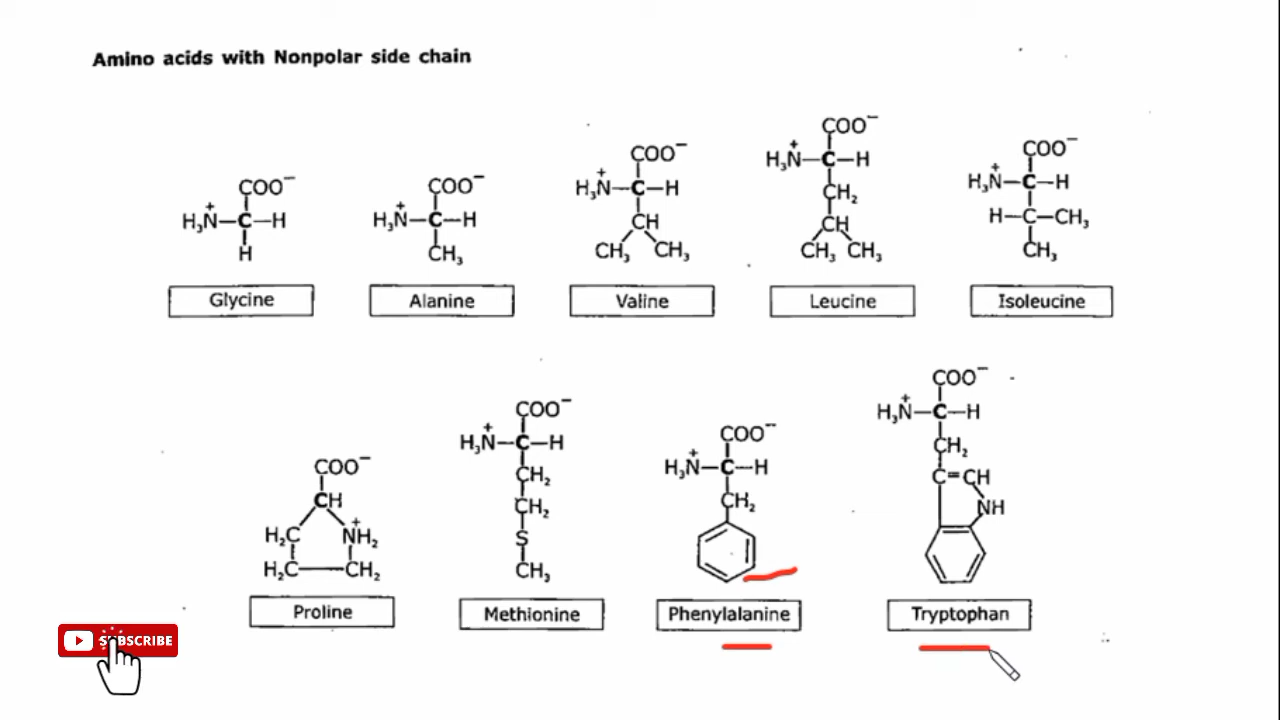 Amino acids with Nonpolar side chain
COO⁻
H₃N⁺—C—H
H
Glycine
COO⁻
H₃N⁺—C—H
CH₃
Alanine
COO⁻
H₃N⁺—C—H
CH
CH₃ CH₃
Valine
COO⁻
H₃N⁺—C—H
CH₂
CH
CH₃ CH₃
Leucine
COO⁻
H₃N⁺—C—H
H—C—CH₃
CH₃
Isoleucine
COO⁻
CH
H₂C NH₂⁺
H₂C CH₂
Proline
COO⁻
H₃N⁺—C—H
CH₂
CH₂
S
CH₃
Methionine
COO⁻
H₃N⁺—C—H
CH₂
Phenylalanine
COO⁻
H₃N⁺—C—H
CH₂
C=CH
NH
Tryptophan
SUBSCRIBE